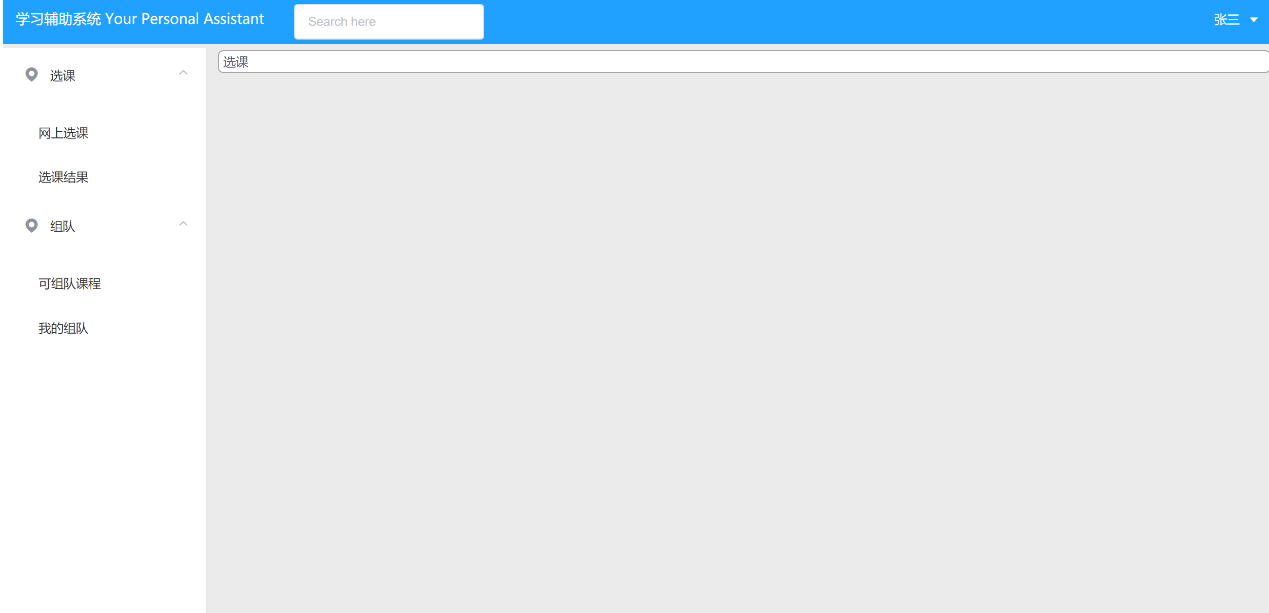 学习辅助系统 Your Personal Assistant
Search here
张三
选课
网上选课
选课结果
组队
可组队课程
我的组队
选课